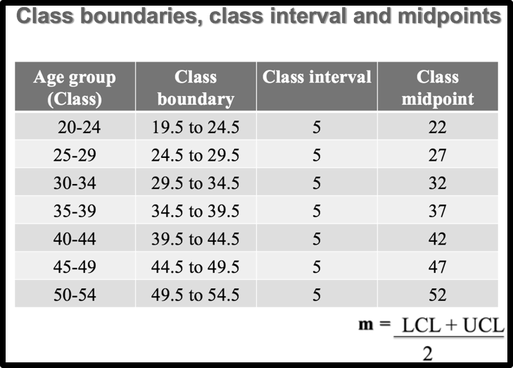 Class boundaries, class interval and midpoints
Age group (Class) Class boundary Class interval Class midpoint
20-24 19.5 to 24.5 5 22
25-29 24.5 to 29.5 5 27
30-34 29.5 to 34.5 5 32
35-39 34.5 to 39.5 5 37
40-44 39.5 to 44.5 5 42
45-49 44.5 to 49.5 5 47
50-54 49.5 to 54.5 5 52
m = LCL + UCL
2